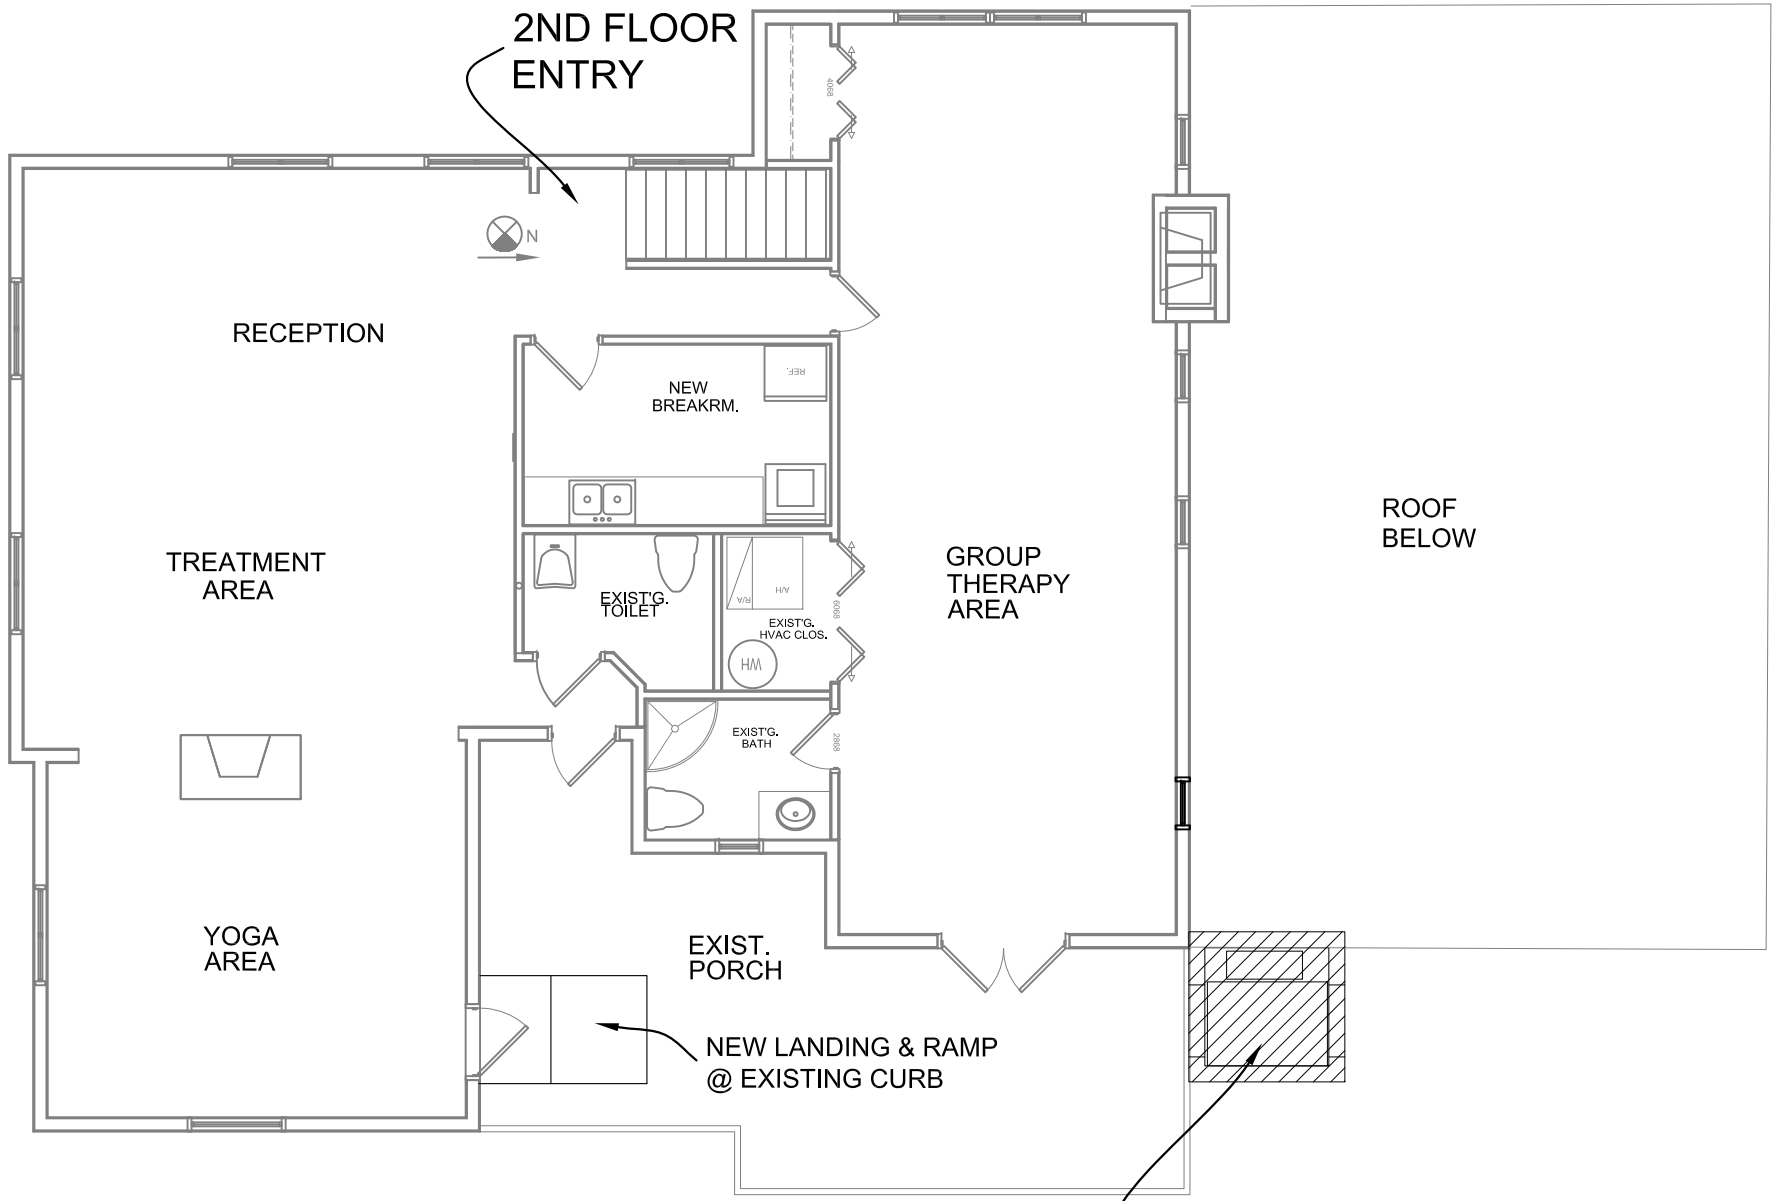 2ND FLOOR
ENTRY
4068
N
RECEPTION
NEW
BREAKRM.
REF.
TREATMENT
AREA
EXIST'G.
TOILET
A/H
R/A
6068
EXIST'G.
HVAC CLOS.
WH
GROUP
THERAPY
AREA
ROOF
BELOW
EXIST'G.
BATH
2868
YOGA
AREA
EXIST.
PORCH
NEW LANDING & RAMP
@ EXISTING CURB